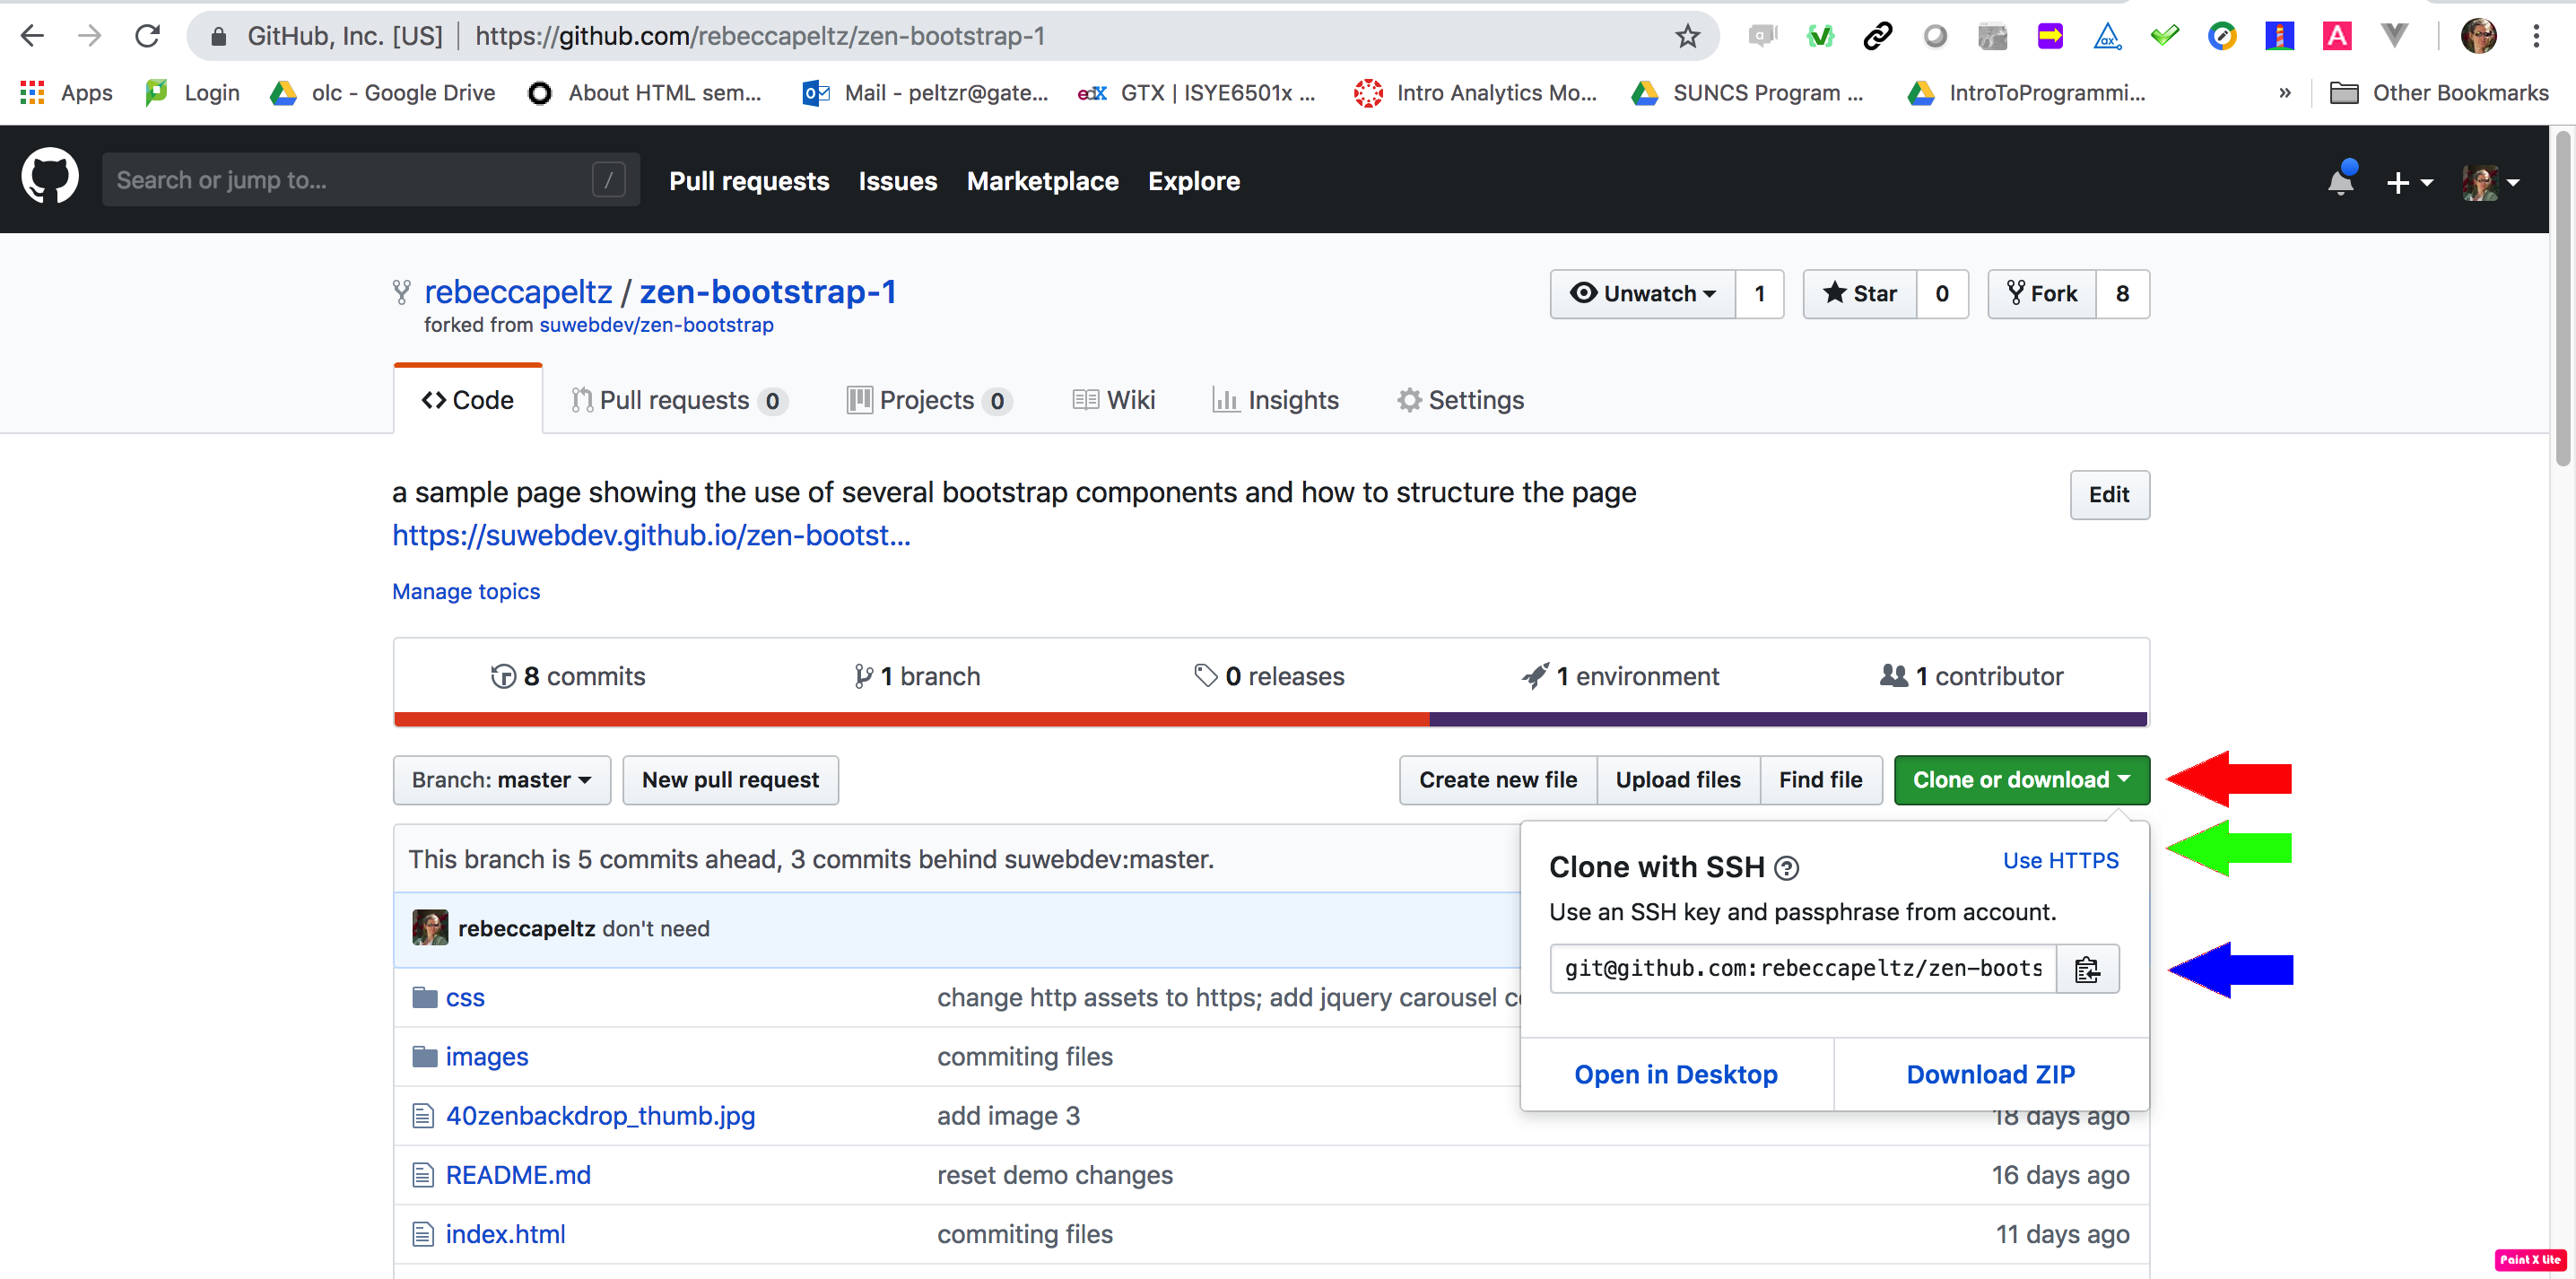 GitHub, Inc. [US] | https://github.com/rebeccapeltz/zen-bootstrap-1
Apps Login olc - Google Drive About HTML sem... Mail - peltzr@gate... edX GTX | ISYE6501x ... Intro Analytics Mo... SUNCS Program ... IntroToProgrammi... » Other Bookmarks
Search or jump to... / Pull requests Issues Marketplace Explore
rebeccapeltz / zen-bootstrap-1 Unwatch 1 Star 0 Fork 8
forked from suwebdev/zen-bootstrap
<> Code Pull requests 0 Projects 0 Wiki Insights Settings
a sample page showing the use of several bootstrap components and how to structure the page Edit
https://suwebdev.github.io/zen-bootst...
Manage topics
8 commits 1 branch 0 releases 1 environment 1 contributor
Branch: master New pull request Create new file Upload files Find file Clone or download
This branch is 5 commits ahead, 3 commits behind suwebdev:master.
Clone with SSH ? Use HTTPS
Use an SSH key and passphrase from account.
git@github.com:rebeccapeltz/zen-boots
Open in Desktop Download ZIP
rebeccapeltz don't need
css change http assets to https; add jquery carousel c
images commiting files
40zenbackdrop_thumb.jpg add image 3 18 days ago
README.md reset demo changes 16 days ago
index.html commiting files 11 days ago
Paint X Lite